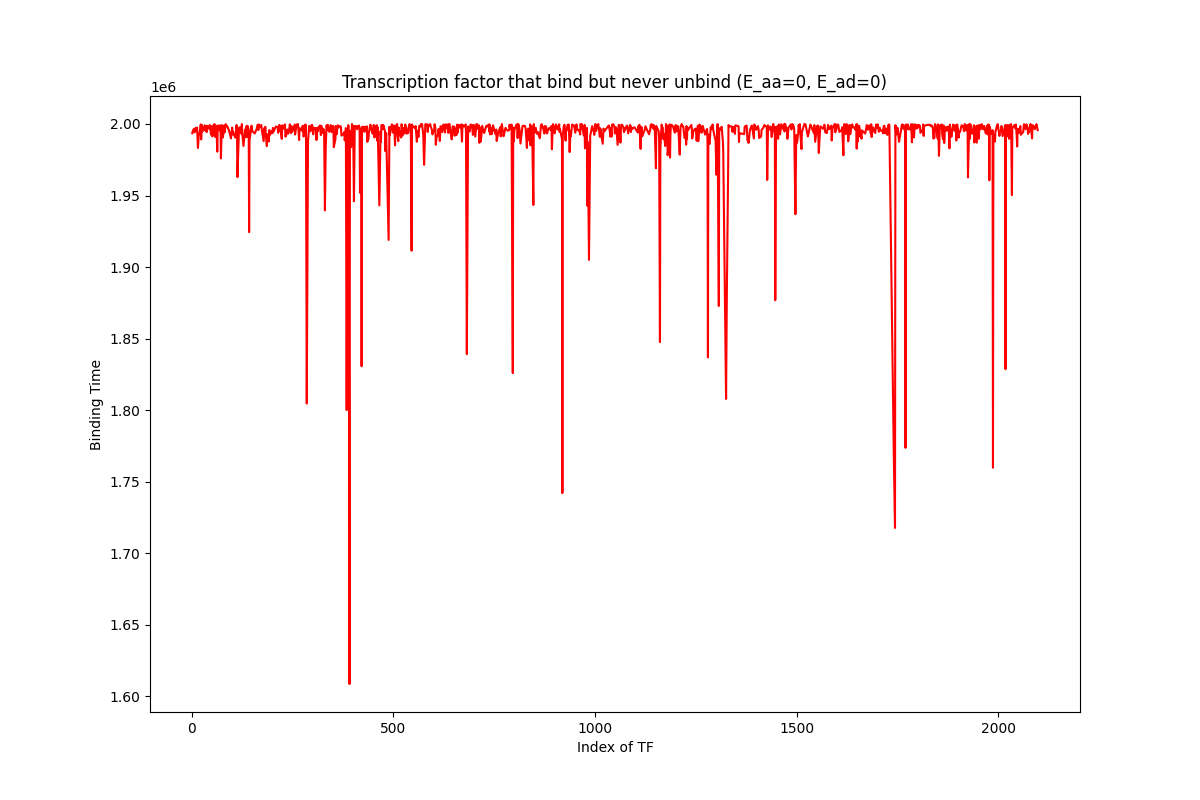 Transcription factor that bind but never unbind (E_aa=0, E_ad=0)
1e6
2.00
1.95
1.90
1.85
1.80
1.75
1.70
1.65
1.60
Binding Time
0 500 1000 1500 2000
Index of TF